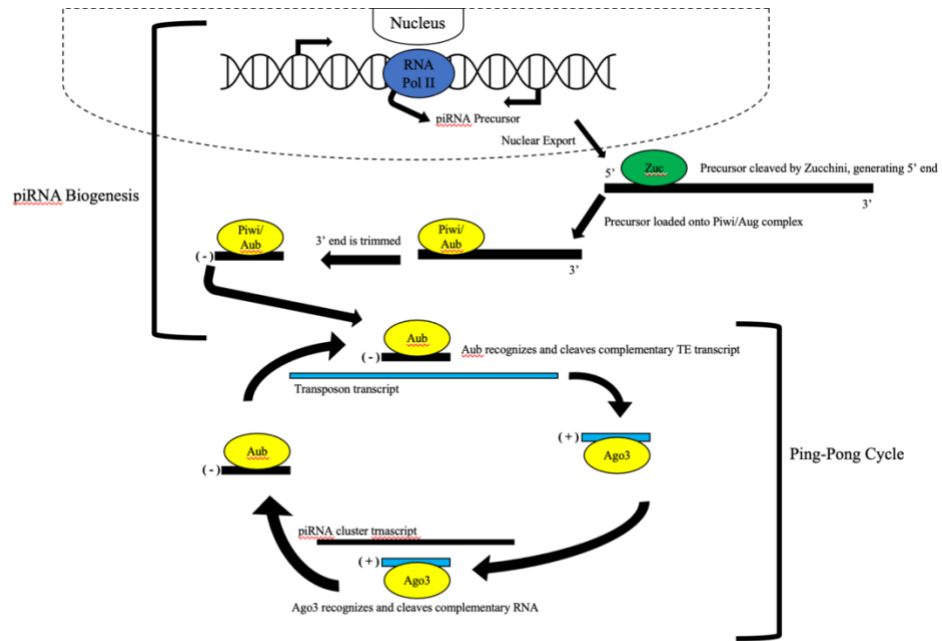 Nucleus
RNA
Pol II
piRNA Precursor
Nuclear Export
5’
Zuc
Precursor cleaved by Zucchini, generating 5’ end
3’
piRNA Biogenesis
Precursor loaded onto Piwi/Aug complex
Piwi/
Aub
(-)
3’ end is trimmed
Piwi/
Aub
3’
Aub
(-)
Aub recognizes and cleaves complementary TE transcript
Transposon transcript
(+)
Ago3
Ping-Pong Cycle
Aub
(-)
piRNA cluster trnascript
(+)
Ago3
Ago3 recognizes and cleaves complementary RNA